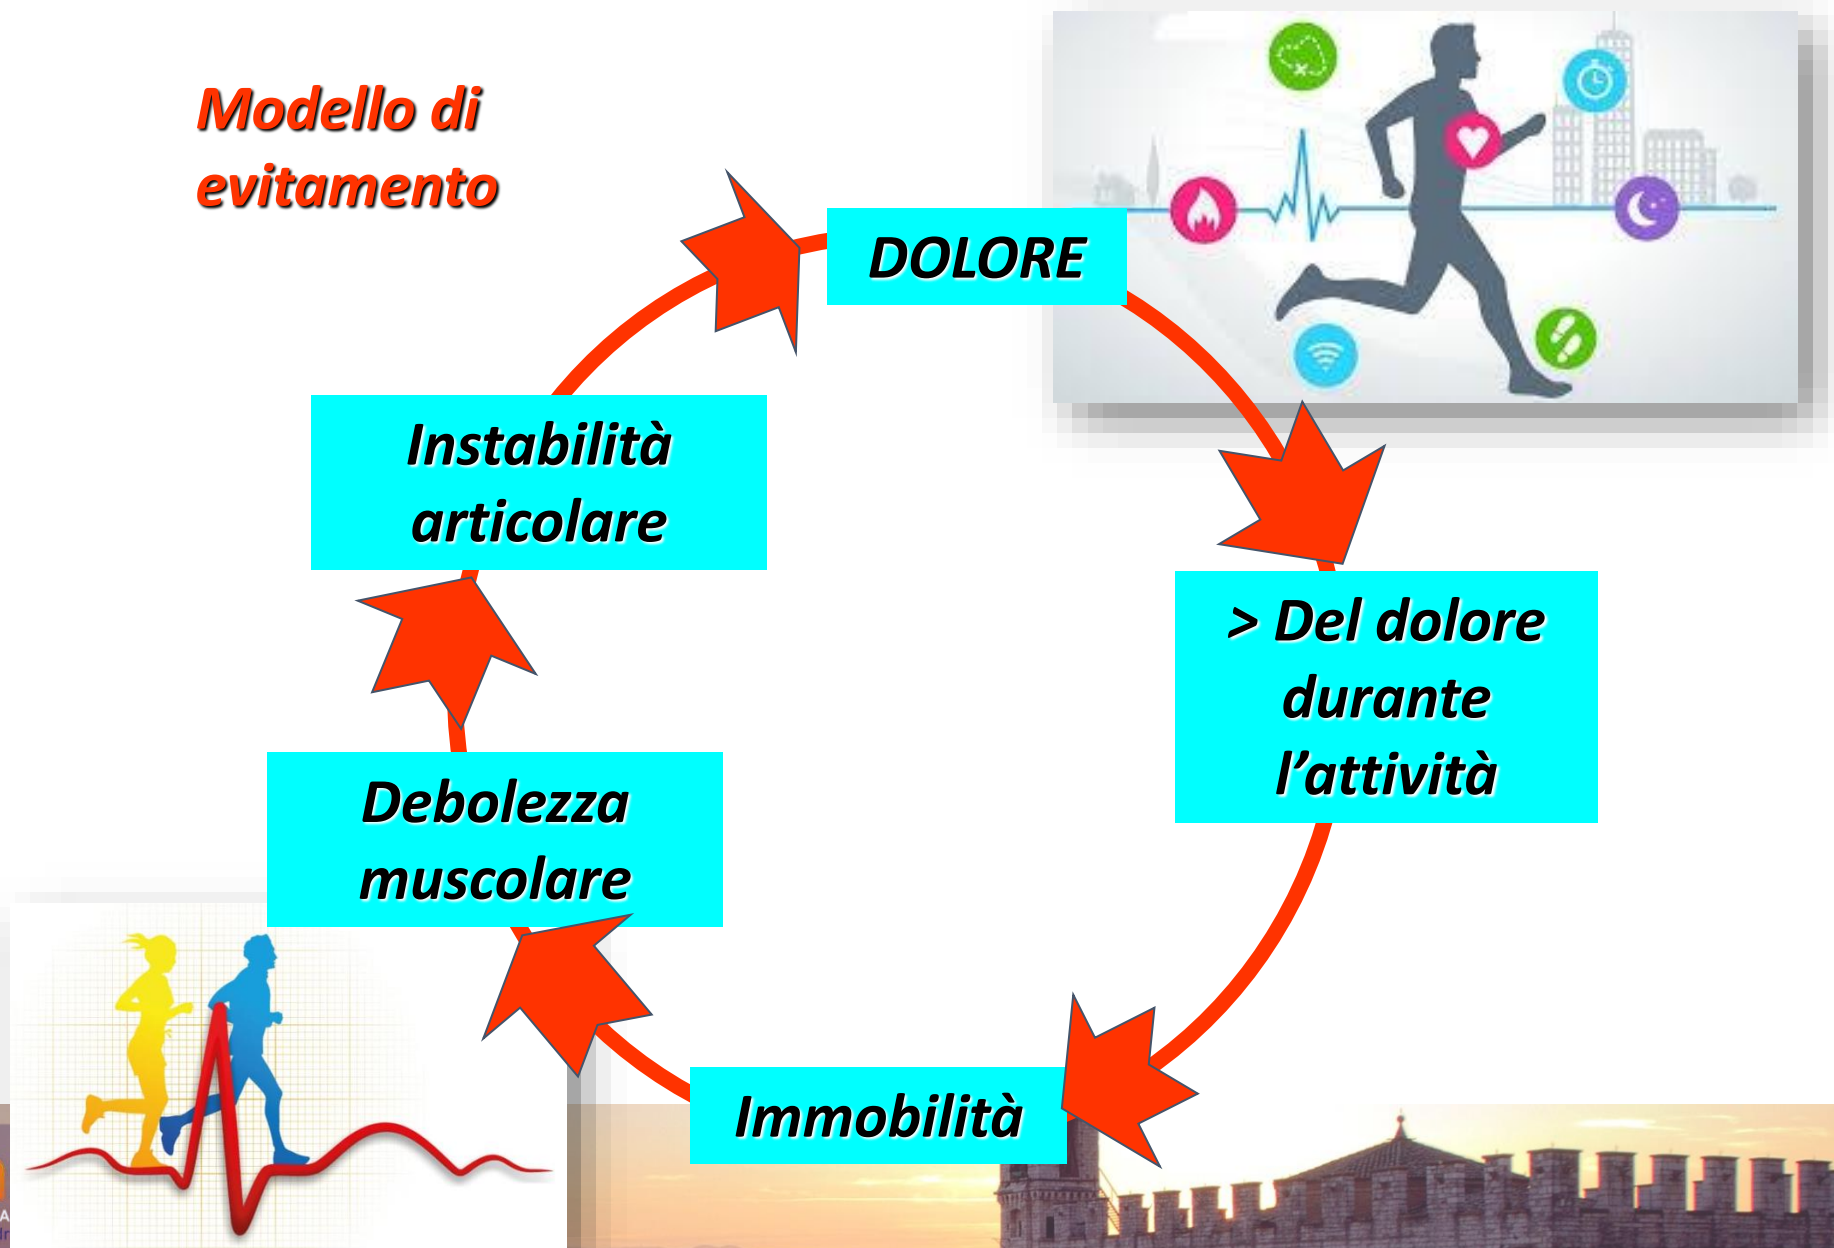 Modello di
evitamento
DOLORE
Instabilità
articolare
> Del dolore
durante
l’attività
Debolezza
muscolare
Immobilità